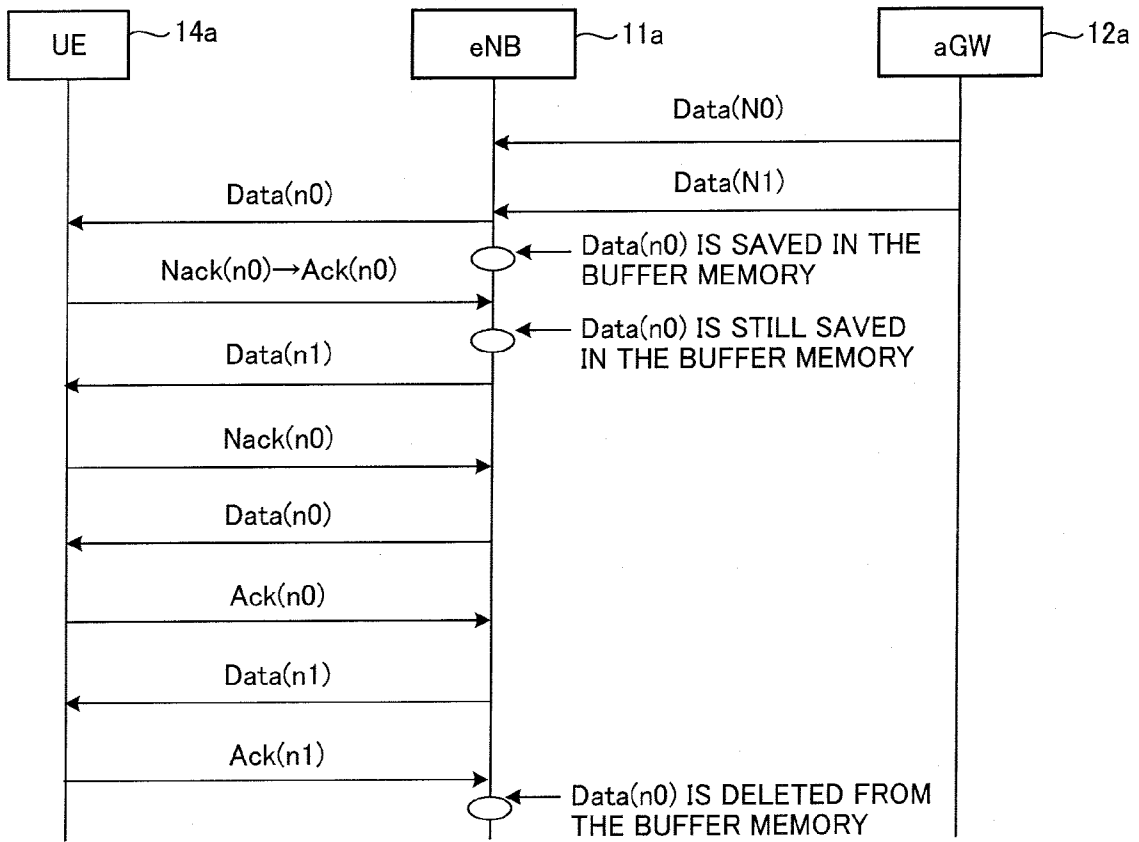 UE
14a
eNB
11a
aGW
12a
Data(N0)
Data(N1)
Data(n0)
Data(n0) IS SAVED IN THE
BUFFER MEMORY
Nack(n0)→Ack(n0)
Data(n0) IS STILL SAVED
IN THE BUFFER MEMORY
Data(n1)
Nack(n0)
Data(n0)
Ack(n0)
Data(n1)
Ack(n1)
Data(n0) IS DELETED FROM
THE BUFFER MEMORY